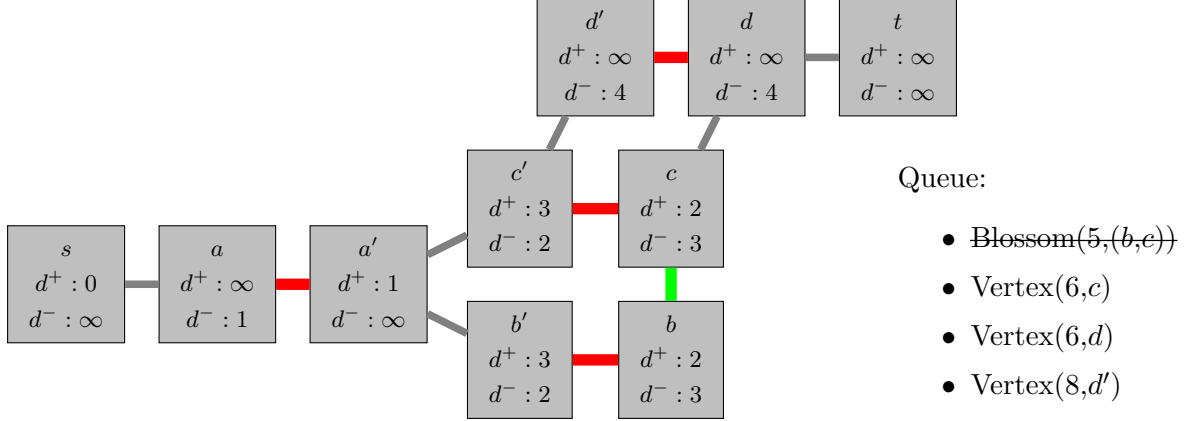 d′
d⁺ : ∞
d⁻ : 4
d
d⁺ : ∞
d⁻ : 4
t
d⁺ : ∞
d⁻ : ∞
c′
d⁺ : 3
d⁻ : 2
c
d⁺ : 2
d⁻ : 3
s
d⁺ : 0
d⁻ : ∞
a
d⁺ : ∞
d⁻ : 1
a′
d⁺ : 1
d⁻ : ∞
b′
d⁺ : 3
d⁻ : 2
b
d⁺ : 2
d⁻ : 3
Queue:
• Blossom(5,(b,c))
• Vertex(6,c)
• Vertex(6,d)
• Vertex(8,d′)